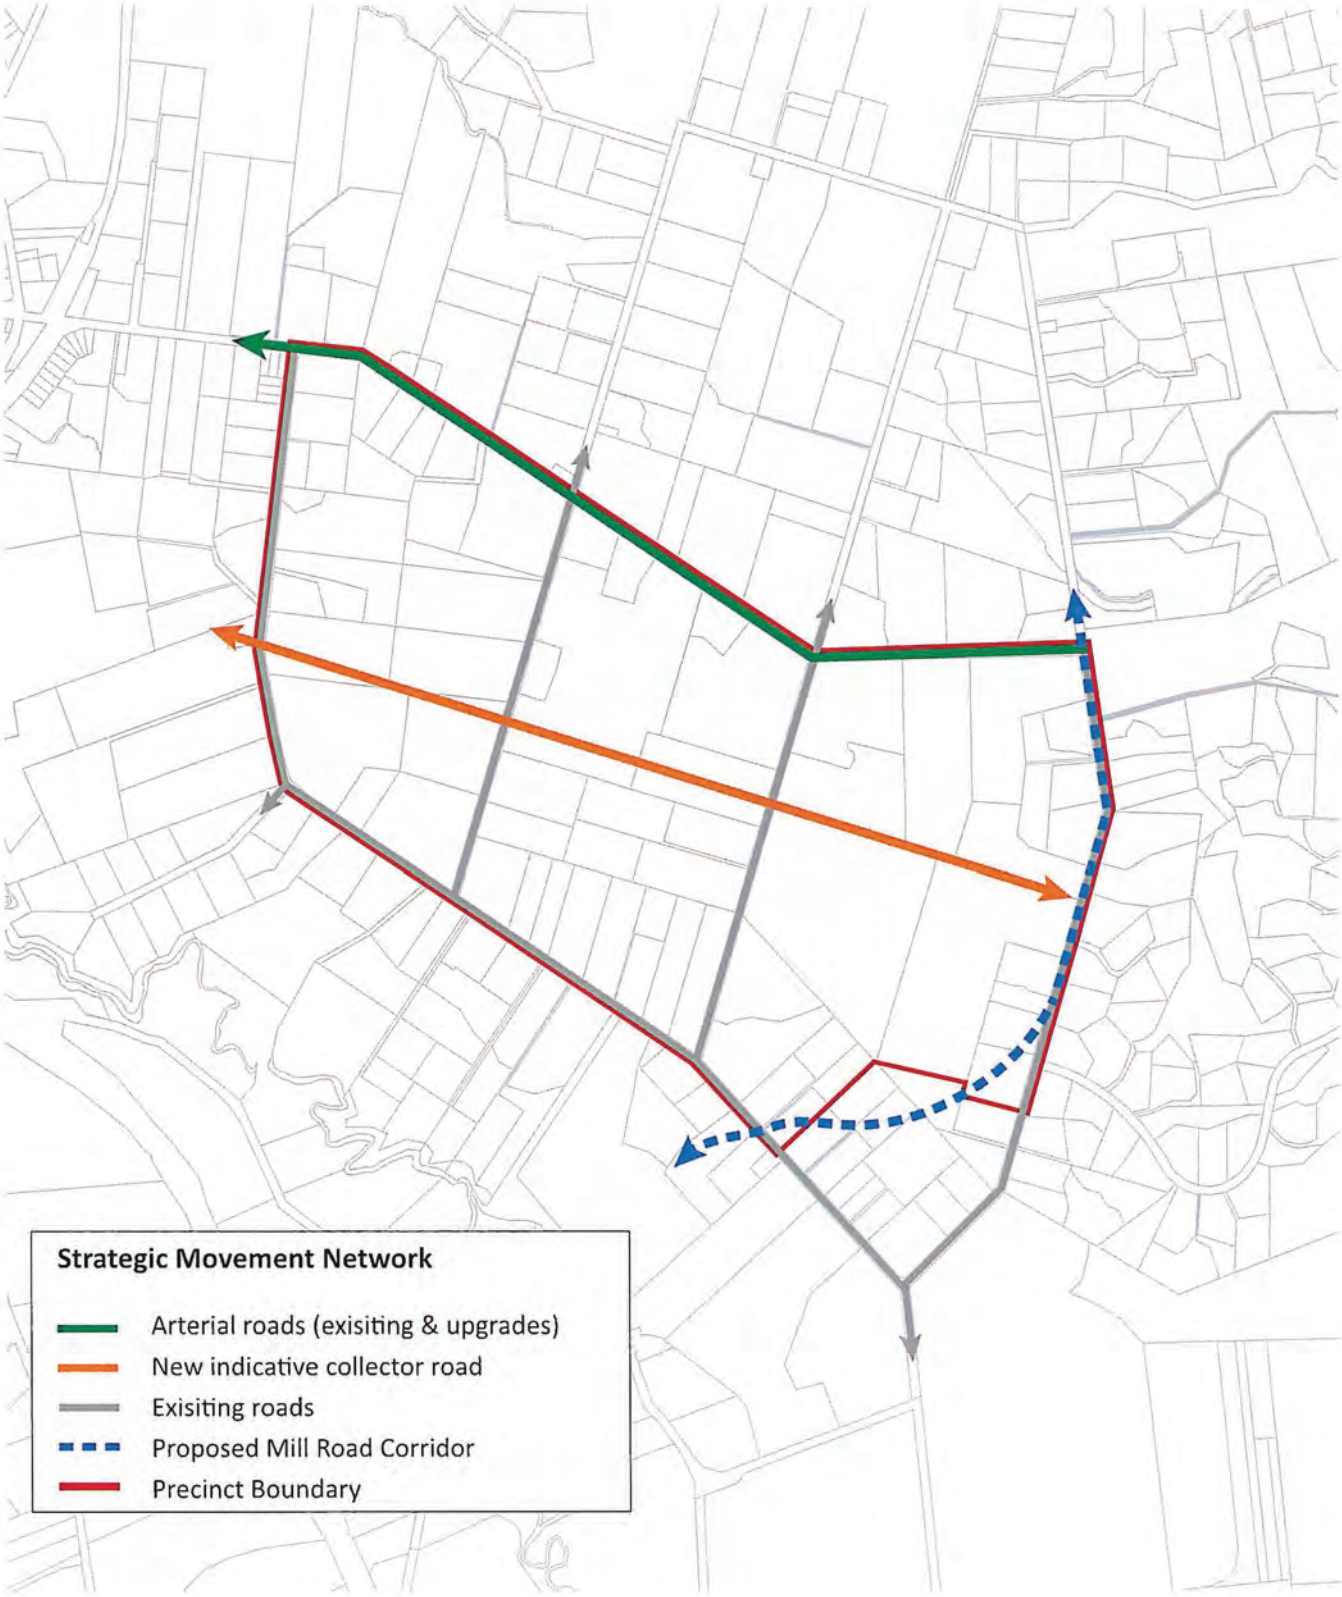 Strategic Movement Network
Arterial roads (exisiting & upgrades)
New indicative collector road
Exisiting roads
Proposed Mill Road Corridor
Precinct Boundary